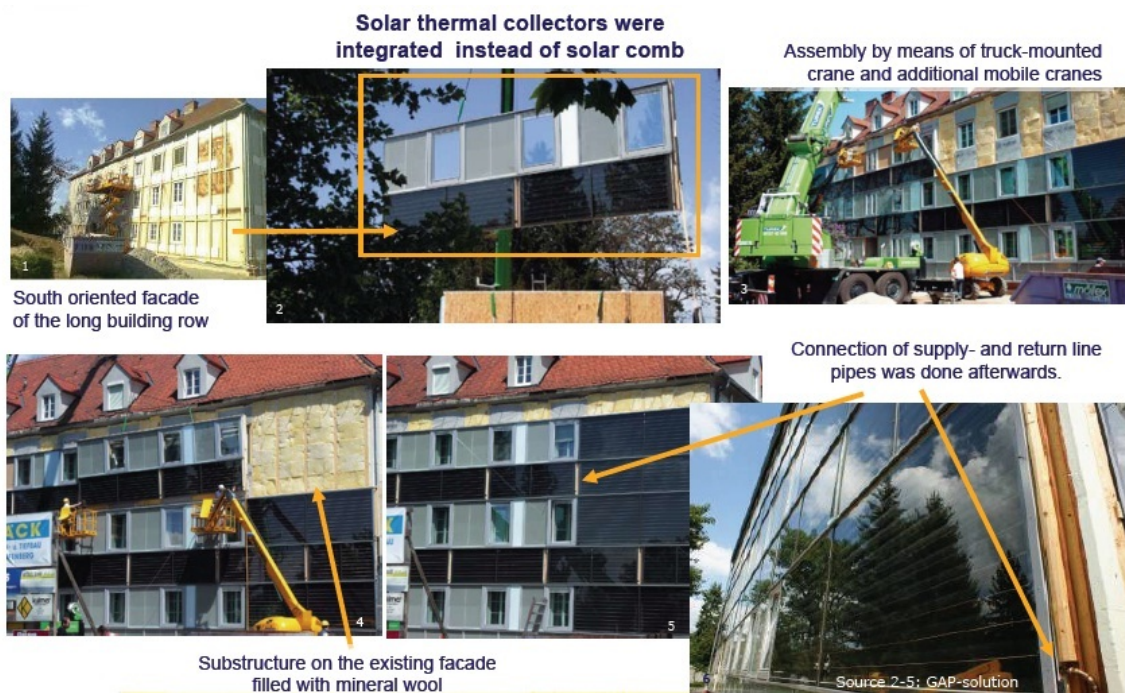 Solar thermal collectors were
integrated instead of solar comb
Assembly by means of truck-mounted
crane and additional mobile cranes
1
2
3
South oriented facade
of the long building row
Connection of supply- and return line
pipes was done afterwards.
ACK
4
5
6
Source 2-5: GAP-solution
Substructure on the existing facade
filled with mineral wool